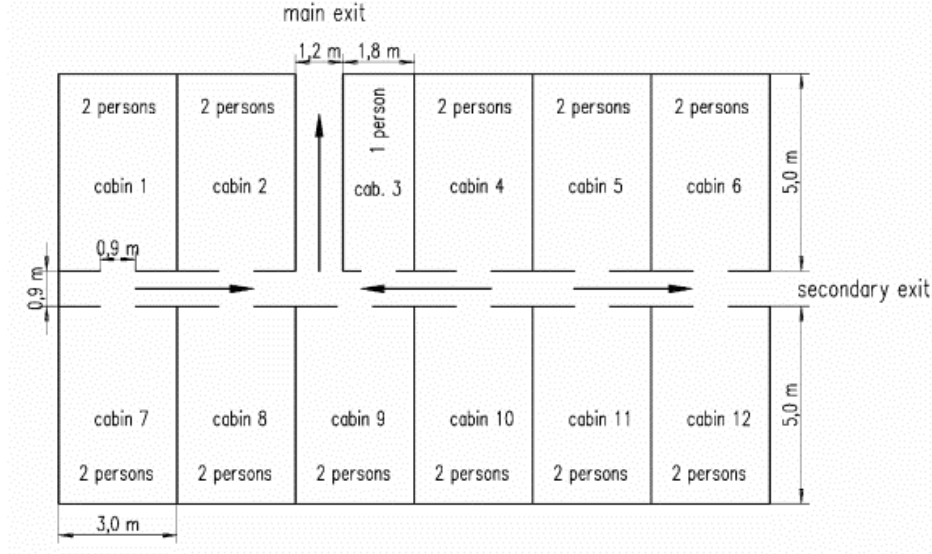 main exit
1,2 m
1,8 m
2 persons
2 persons
1 person
2 persons
2 persons
2 persons
cabin 1
cabin 2
cab. 3
cabin 4
cabin 5
cabin 6
5,0 m
0,9 m
0,9 m
secondary exit
5,0 m
cabin 7
cabin 8
cabin 9
cabin 10
cabin 11
cabin 12
2 persons
2 persons
2 persons
2 persons
2 persons
2 persons
3,0 m